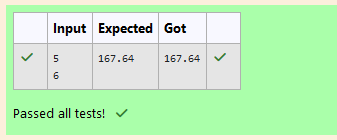 Input Expected Got
5 167.64 167.64
6
Passed all tests!